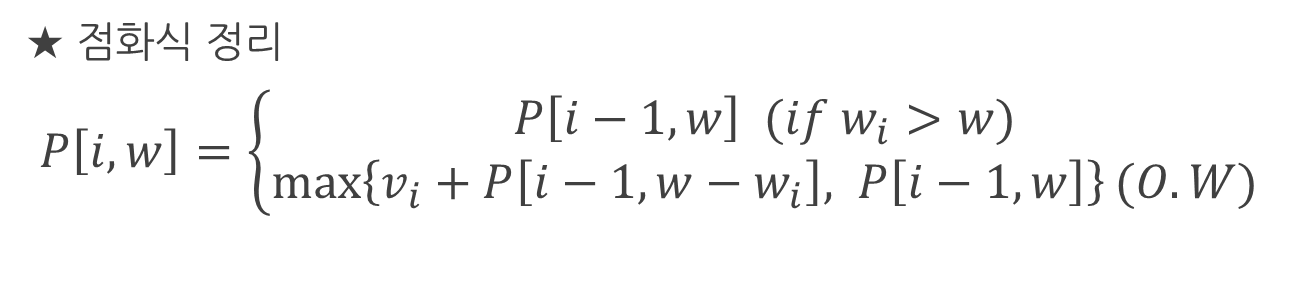 ★ 점화식 정리
P[i − 1, w] (if wᵢ > w)
P[i, w] = {
max{vᵢ + P[i − 1, w − wᵢ], P[i − 1, w]} (O.W)